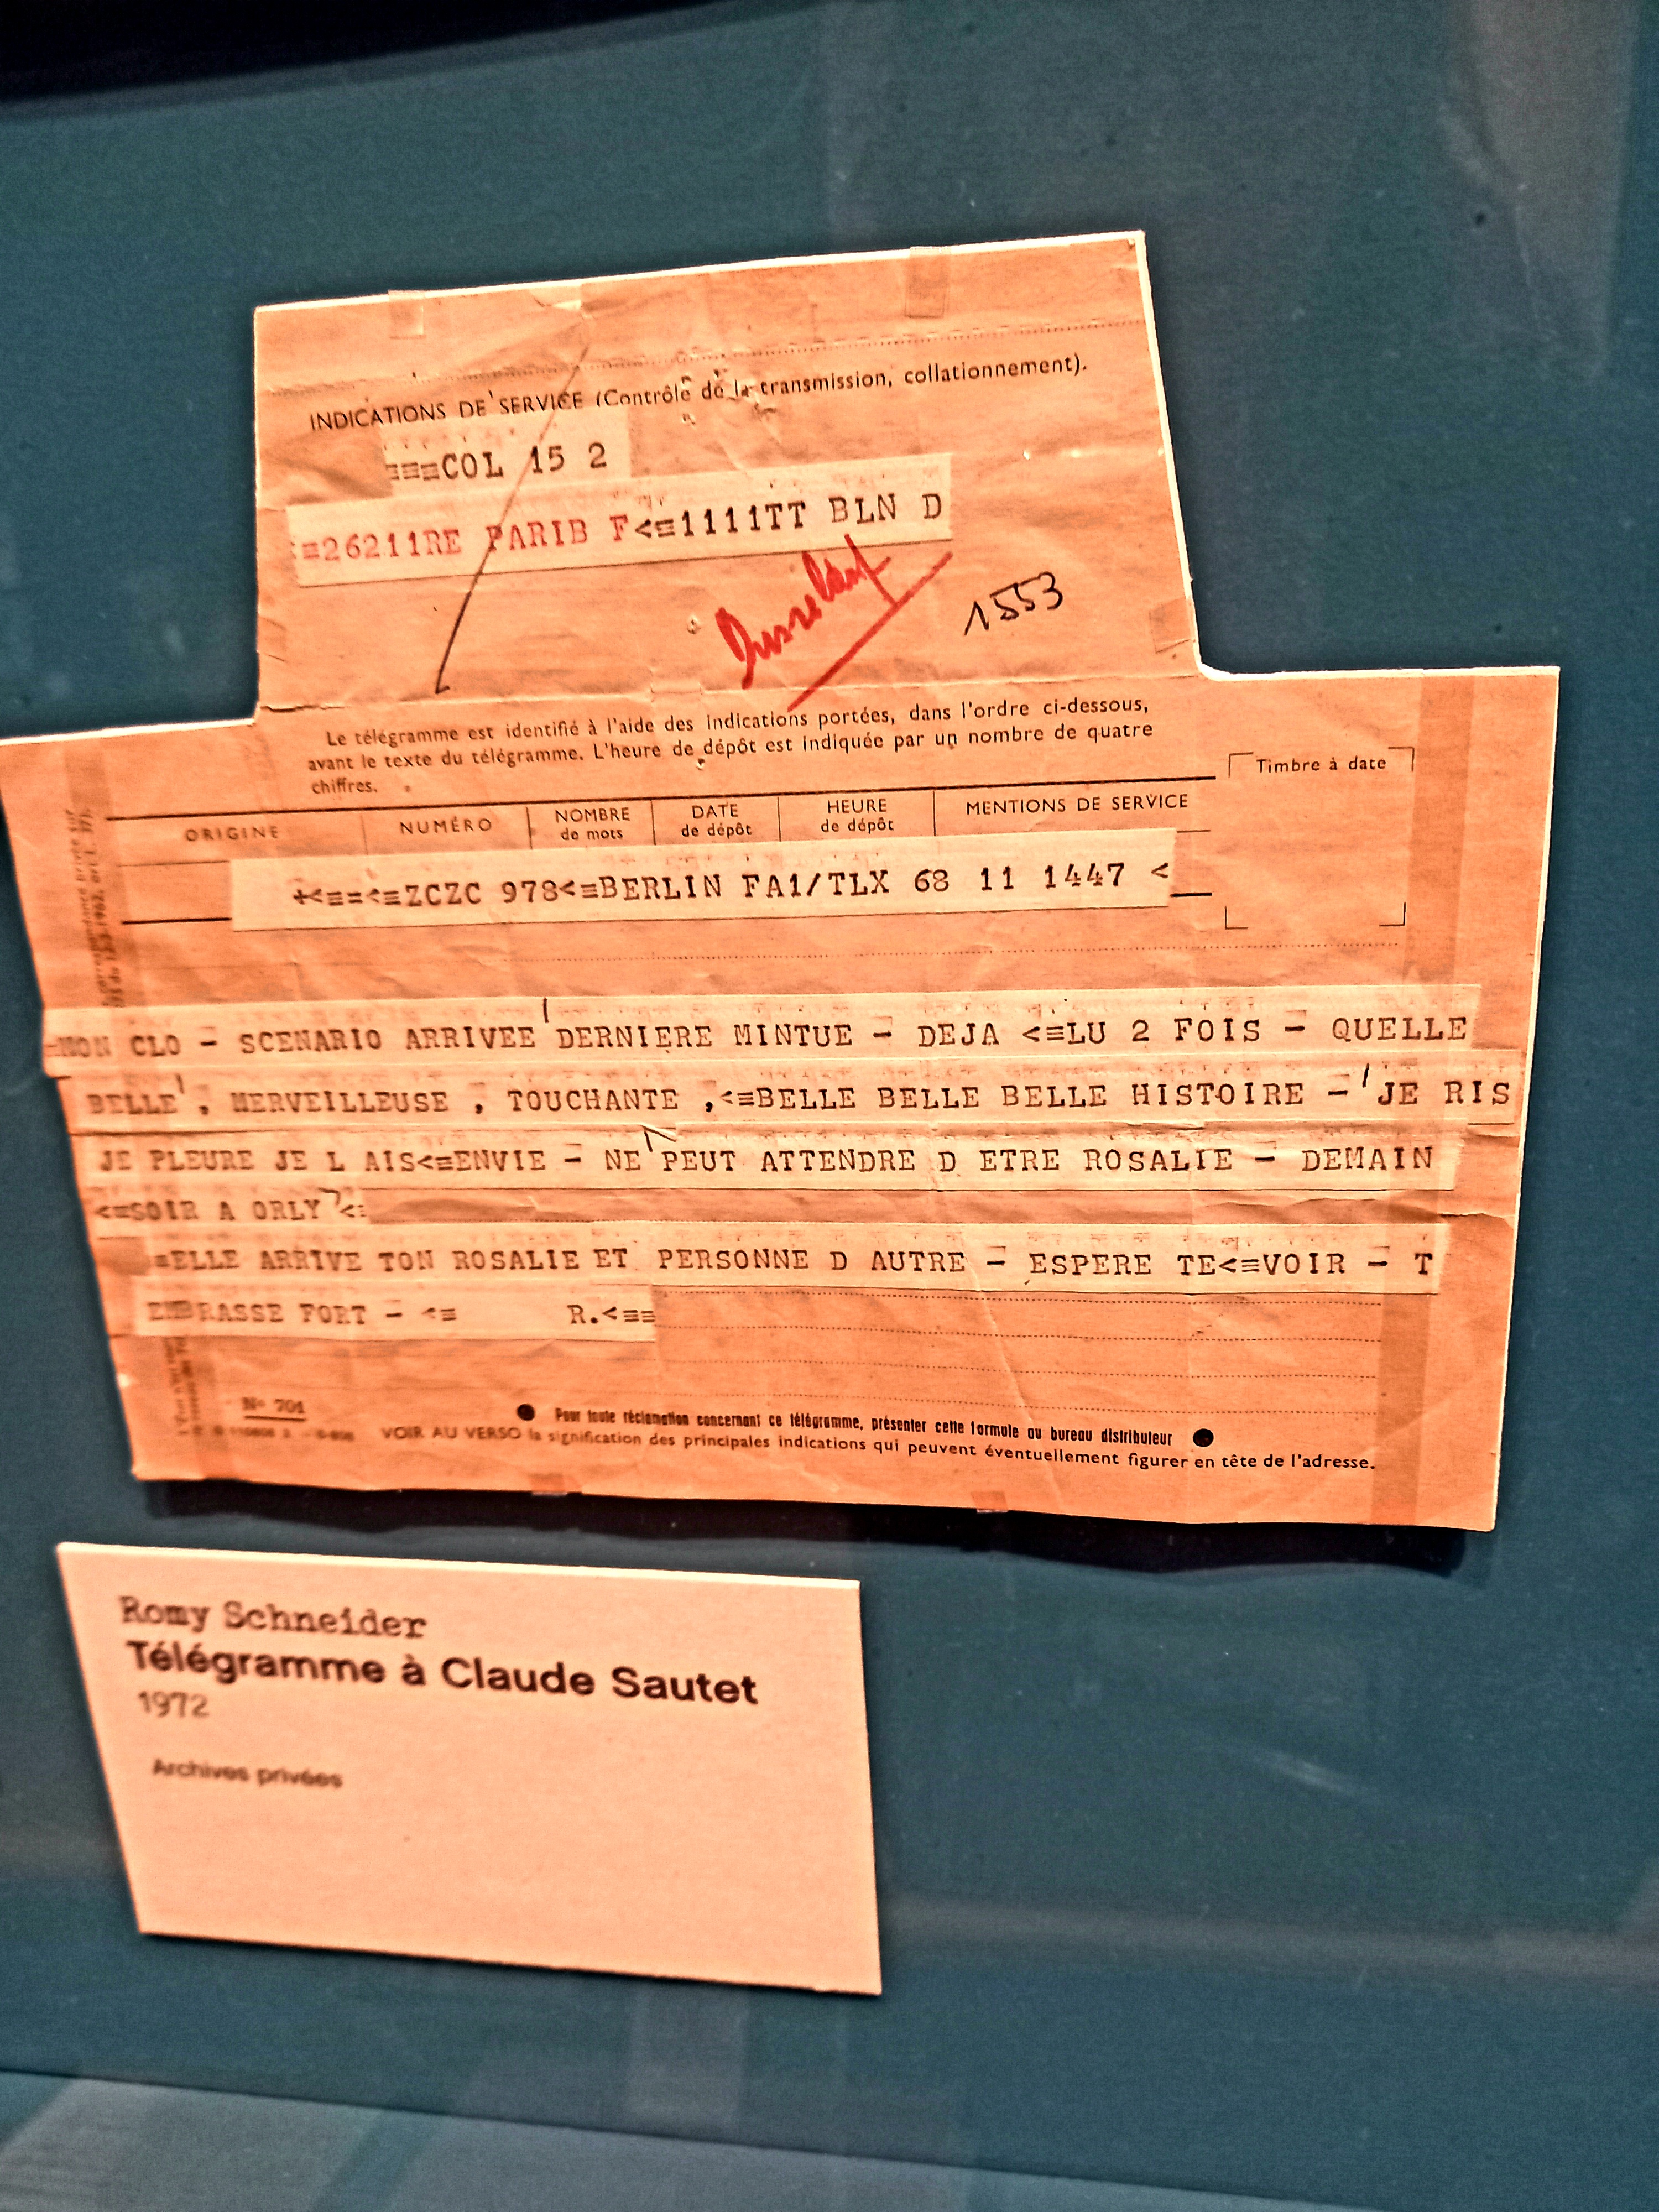 INDICATIONS DE SERVICE (Contrôle de la transmission, collationnement).
≡≡≡COL 15 2
≡26211RE PARIB F<≡1111TT BLN D
1553
Le télégramme est identifié à l'aide des indications portées, dans l'ordre ci-dessous,
avant le texte du télégramme. L'heure de dépôt est indiquée par un nombre de quatre
chiffres.
Timbre à date
ORIGINE NUMÉRO NOMBRE de mots DATE de dépôt HEURE de dépôt MENTIONS DE SERVICE
+<≡=<≡ZCZC 978<≡BERLIN FA1/TLX 68 11 1447 <
=MON CLO - SCENARIO ARRIVEE DERNIERE MINTUE - DEJA <≡LU 2 FOIS - QUELLE
BELLE , MERVEILLEUSE , TOUCHANTE ,<≡BELLE BELLE BELLE HISTOIRE - JE RIS
JE PLEURE JE L AIS<≡ENVIE - NE PEUT ATTENDRE D ETRE ROSALIE - DEMAIN
<≡SOIR A ORLY <:
≡ELLE ARRIVE TON ROSALIE ET PERSONNE D AUTRE - ESPERE TE<≡VOIR - T
EMBRASSE FORT - <≡ R.<≡≡
N° 701
● Pour toute réclamation concernant ce télégramme, présenter cette formule au bureau distributeur ●
VOIR AU VERSO la signification des principales indications qui peuvent éventuellement figurer en tête de l'adresse.
Romy Schneider
Télégramme à Claude Sautet
1972
Archives privées